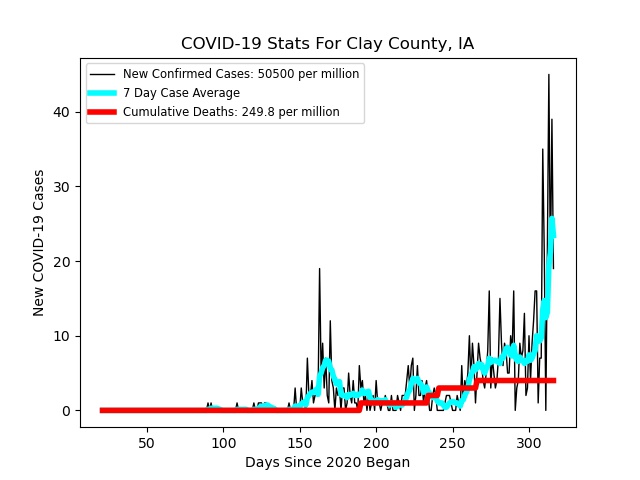 COVID-19 Stats For Clay County, IA
New Confirmed Cases: 50500 per million
7 Day Case Average
Cumulative Deaths: 249.8 per million
New COVID-19 Cases
40
30
20
10
0
50 100 150 200 250 300
Days Since 2020 Began